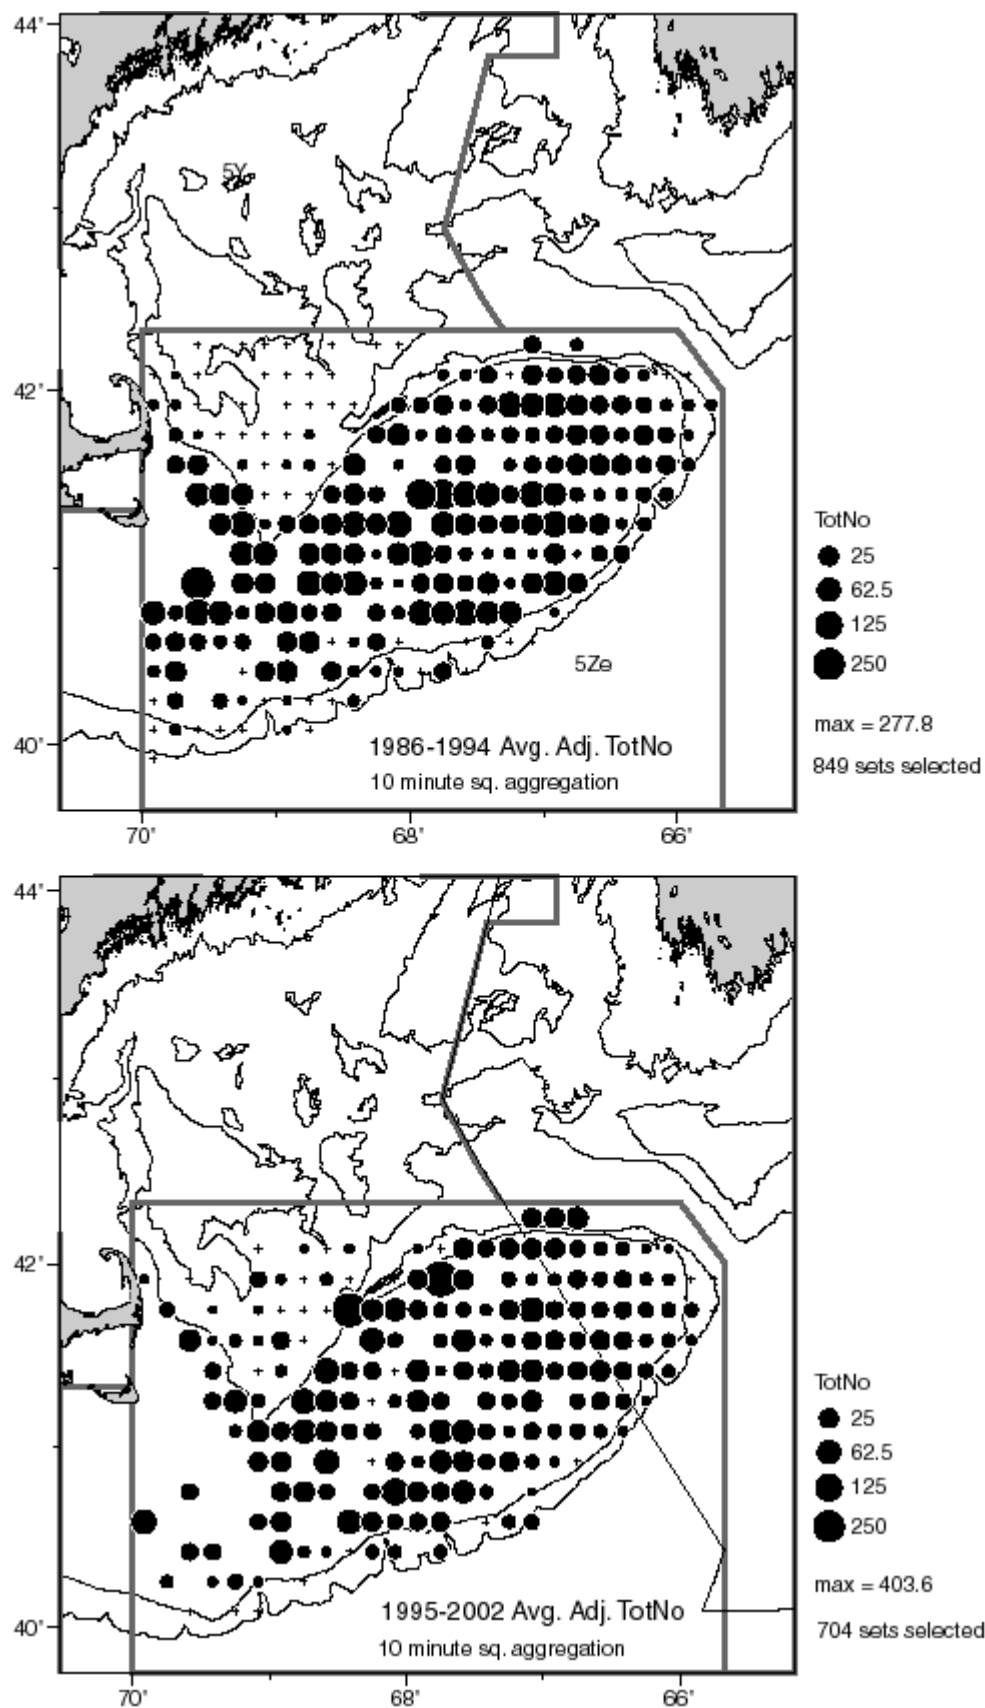 44°
5Y
42°
TotNo
25
62.5
125
250
5Ze
max = 277.8
40°
1986-1994 Avg. Adj. TotNo
849 sets selected
10 minute sq. aggregation
70°
68°
66°
44°
42°
TotNo
25
62.5
125
250
max = 403.6
1995-2002 Avg. Adj. TotNo
40°
704 sets selected
10 minute sq. aggregation
70°
68°
66°